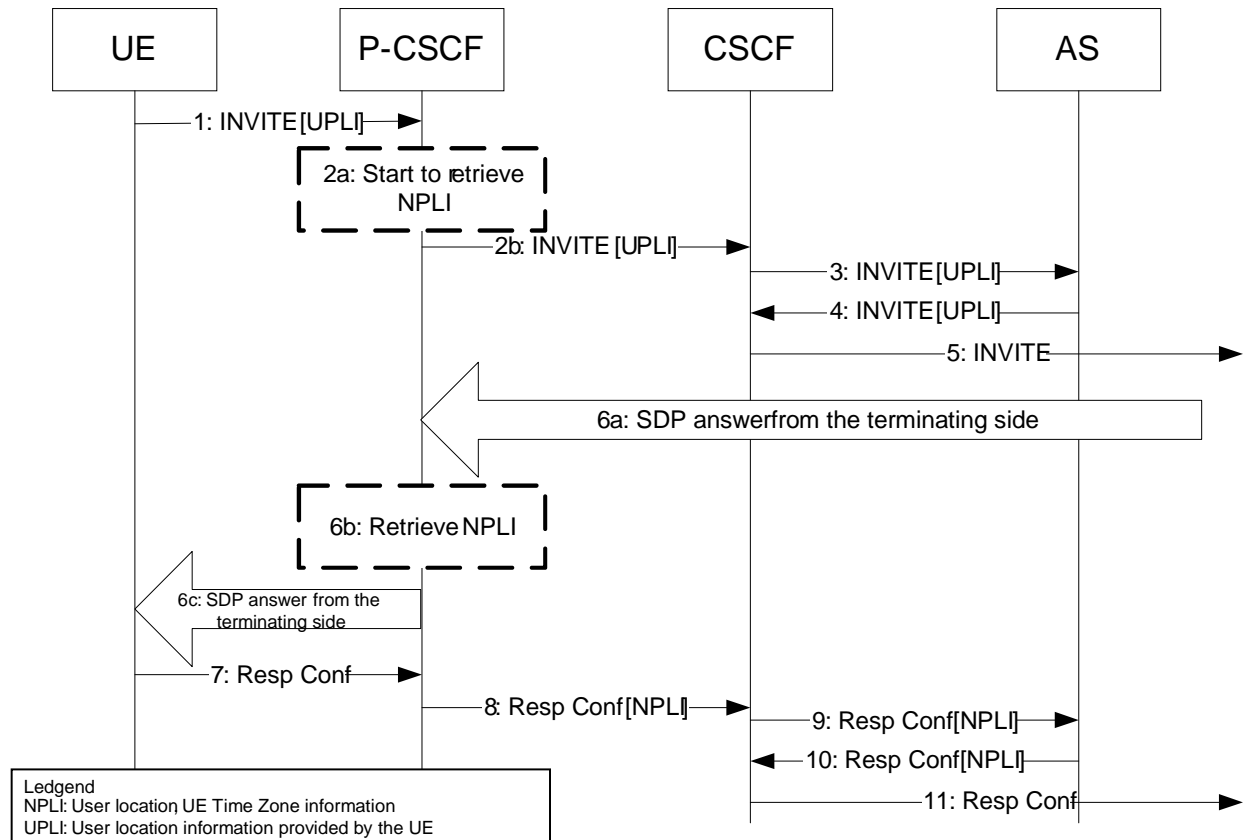 UE
P-CSCF
CSCF
AS
1: INVITE[UPLI]
2a: Start to retrieve
NPLI
2b: INVITE [UPLI]
3: INVITE[UPLI]
4: INVITE[UPLI]
5: INVITE
6a: SDP answerfrom the terminating side
6b: Retrieve NPLI
6c: SDP answer from the
terminating side
7: Resp Conf
8: Resp Conf[NPLI]
9: Resp Conf[NPLI]
10: Resp Conf[NPLI]
11: Resp Conf
Ledgend
NPLI: User location, UE Time Zone information
UPLI: User location information provided by the UE